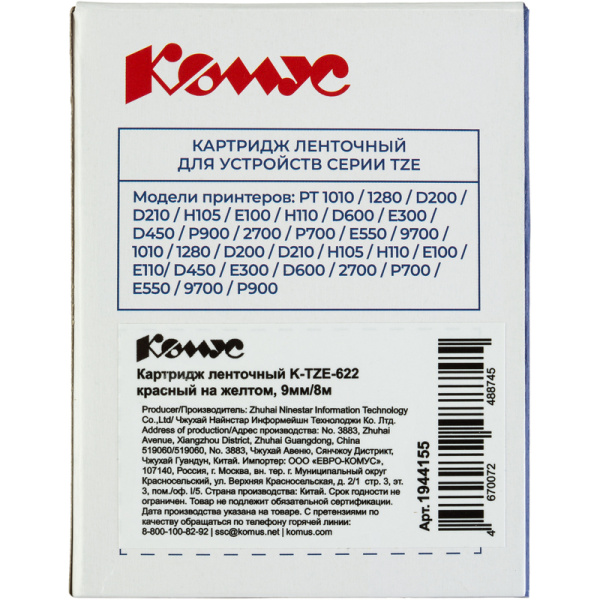 Комус
КАРТРИДЖ ЛЕНТОЧНЫЙ
ДЛЯ УСТРОЙСТВ СЕРИИ TZE
Модели принтеров: PT 1010 / 1280 / D200 /
D210 / H105 / E100 / H110 / D600 / E300 /
D450 / P900 / 2700 / P700 / E550 / 9700 /
1010 / 1280 / D200 / D210 / H105 / H110 / E100 /
E110/ D450 / E300 / D600 / 2700 / P700 /
E550 / 9700 / P900
Комус
Картридж ленточный K-TZE-622
красный на желтом, 9мм/8м
Producer/Производитель: Zhuhai Ninestar Information Technology
Co.,Ltd/ Чжухай Найнстар Информейшн Технолоджи Ко. Лтд.
Address of production/Адрес производства: No. 3883, Zhuhai
Avenue, Xiangzhou District, Zhuhai Guangdong, China
519060/519060, No. 3883, Чжухай Авеню, Сянчжоу Дистрикт,
Чжухай Гуандун, Китай. Импортер: ООО «ЕВРО-КОМУС»,
107140, Россия, г. Москва, вн. тер. г. Муниципальный округ
Красносельский, ул. Верхняя Красносельская, д. 2/1 стр. 3, эт.
3, пом./оф. I/5. Страна производства: Китай. Срок годности не
ограничен. Товар не подлежит обязательной сертификации.
Дата производства указана на товаре. С претензиями по
качеству обращаться по телефону горячей линии:
8-800-100-82-92 | ssc@komus.net | komus.com
Арт. 1944155
4 670072 488745